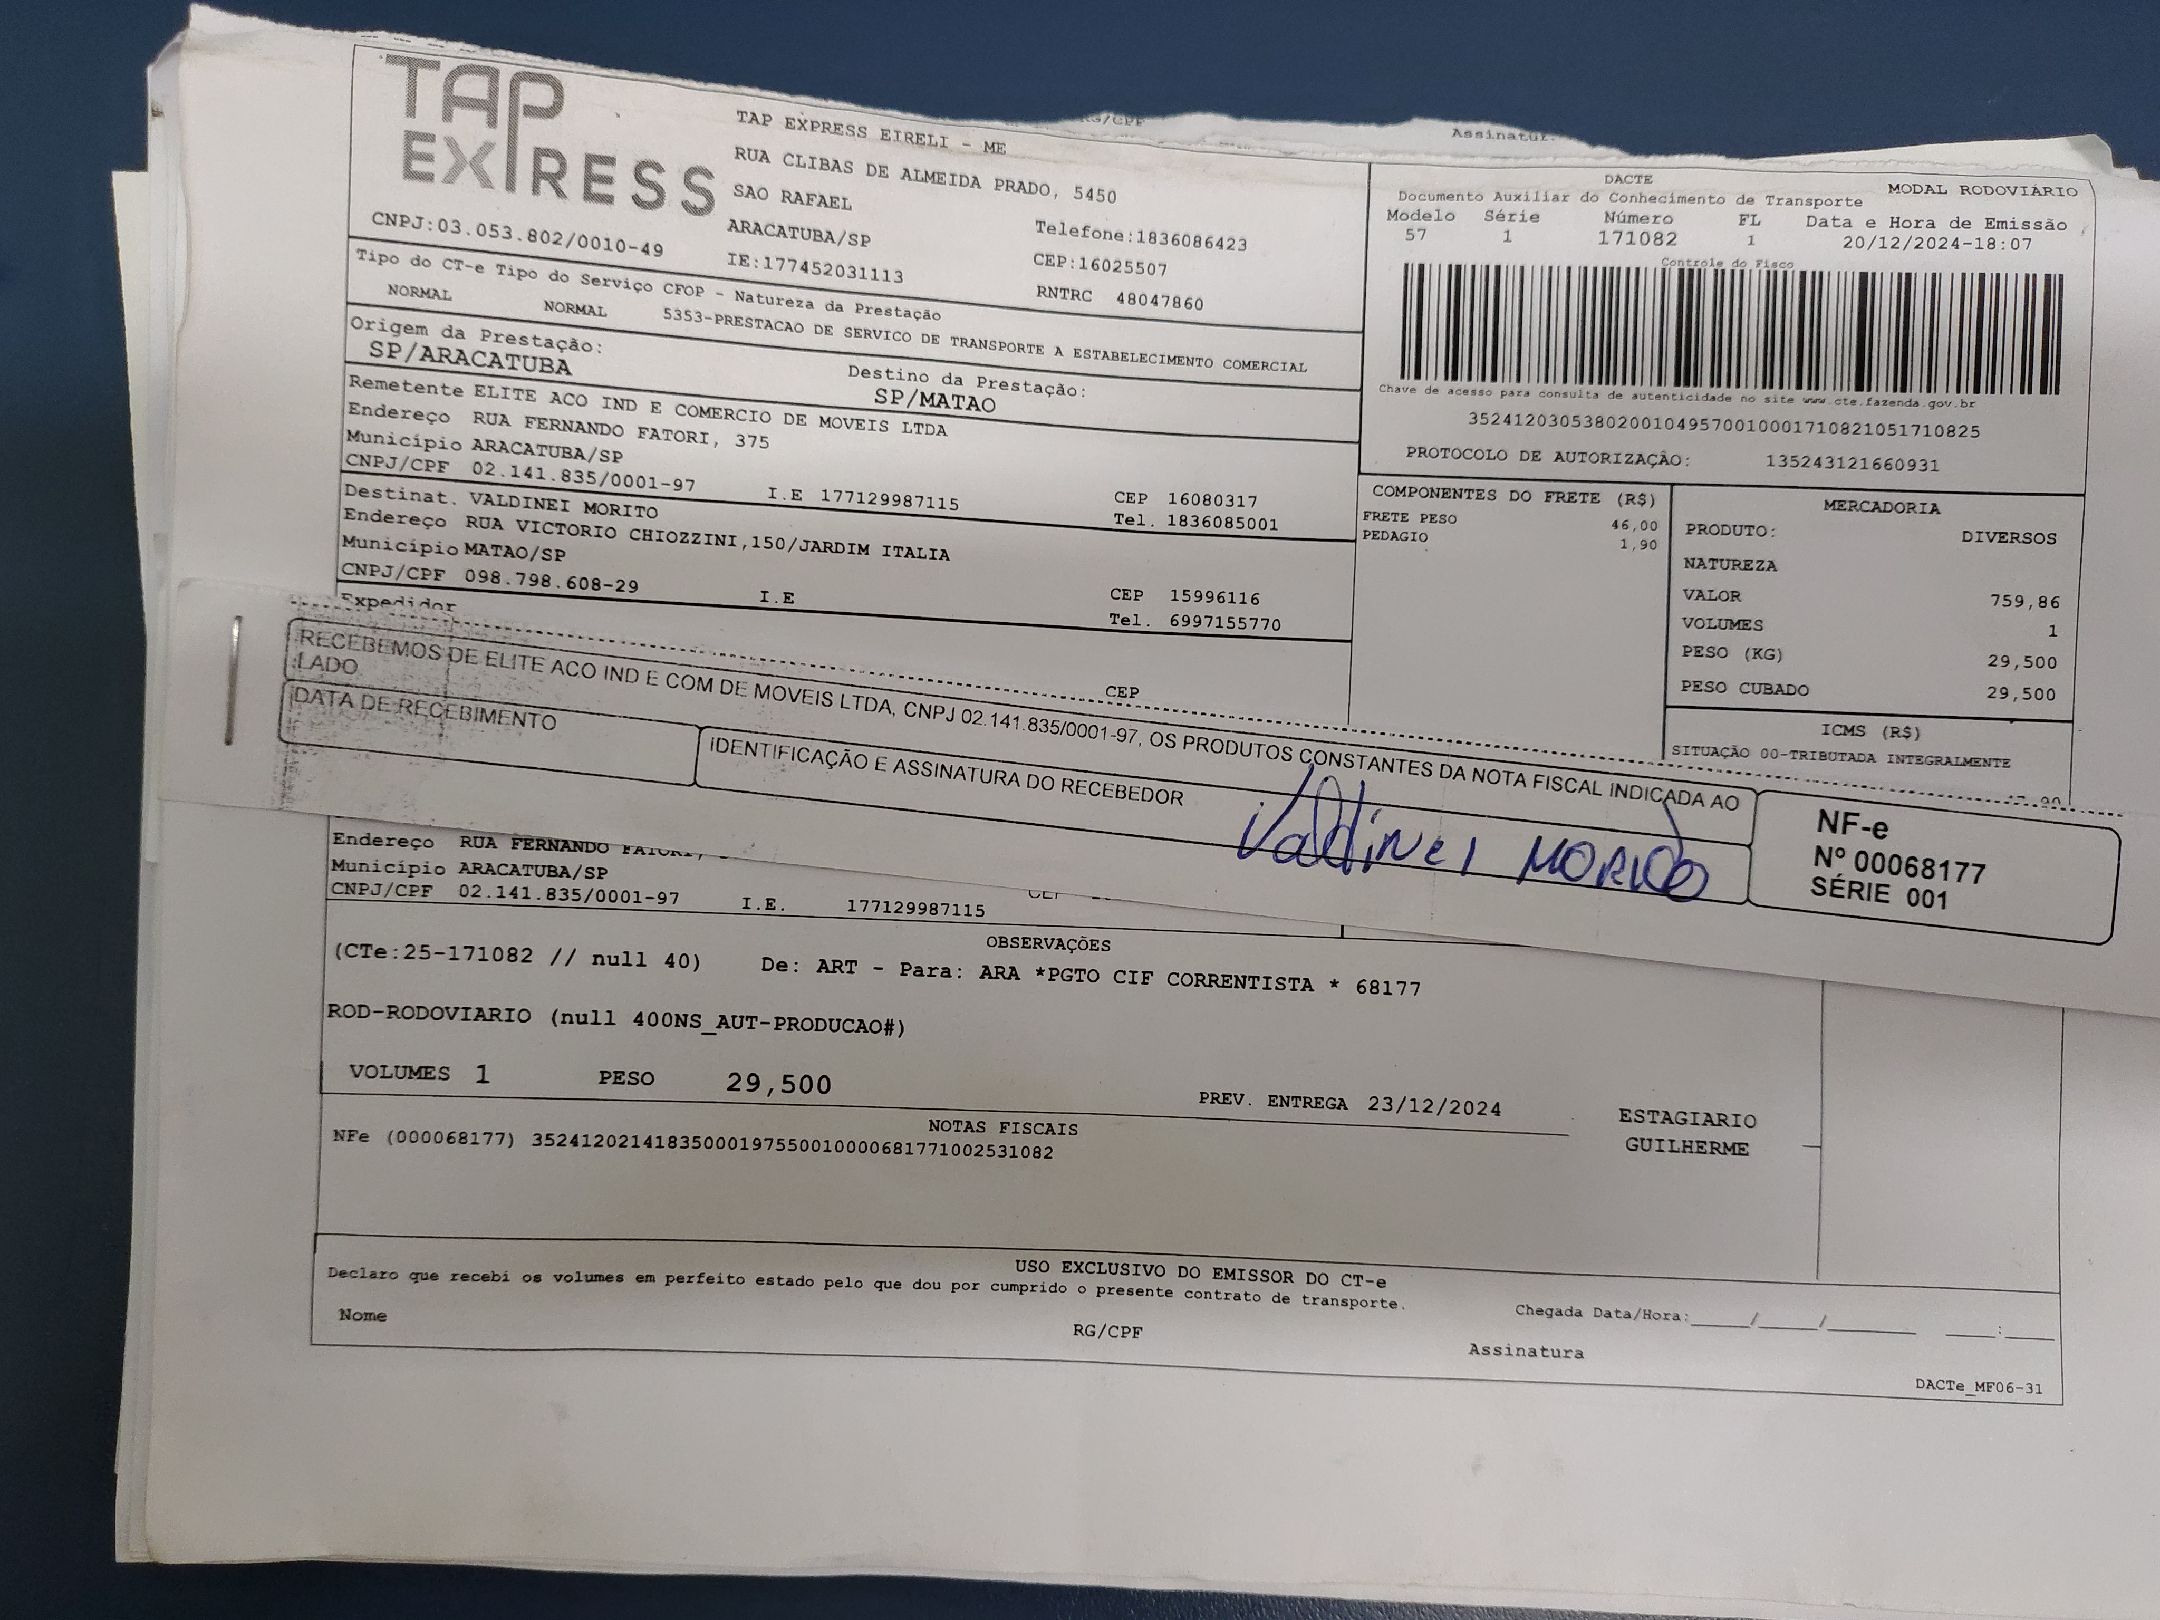 RG/CPF
Assinatur
TAP EXPRESS
TAP EXPRESS EIRELI - ME
RUA CLIBAS DE ALMEIDA PRADO, 5450
SAO RAFAEL
ARACATUBA/SP Telefone:1836086423
CNPJ:03.053.802/0010-49 IE:177452031113 CEP:16025507
RNTRC 48047860
DACTE MODAL RODOVIÁRIO
Documento Auxiliar do Conhecimento de Transporte
Modelo Série Número FL Data e Hora de Emissão
57 1 171082 1 20/12/2024-18:07
Controle do Fisco
Chave de acesso para consulta de autenticidade no site www.cte.fazenda.gov.br
35241203053802001049570010001710821051710825
PROTOCOLO DE AUTORIZAÇÃO: 135243121660931
Tipo do CT-e Tipo do Serviço CFOP - Natureza da Prestação
NORMAL NORMAL 5353-PRESTACAO DE SERVICO DE TRANSPORTE A ESTABELECIMENTO COMERCIAL
Origem da Prestação: Destino da Prestação:
SP/ARACATUBA SP/MATAO
Remetente ELITE ACO IND E COMERCIO DE MOVEIS LTDA
Endereço RUA FERNANDO FATORI, 375
Município ARACATUBA/SP CEP 16080317
CNPJ/CPF 02.141.835/0001-97 I.E 177129987115 Tel. 1836085001
Destinat. VALDINEI MORITO
Endereço RUA VICTORIO CHIOZZINI,150/JARDIM ITALIA
Município MATAO/SP CEP 15996116
CNPJ/CPF 098.798.608-29 I.E Tel. 6997155770
Expedidor
CEP
COMPONENTES DO FRETE (R$)
FRETE PESO 46,00
PEDAGIO 1,90
MERCADORIA
PRODUTO: DIVERSOS
NATUREZA
VALOR 759,86
VOLUMES 1
PESO (KG) 29,500
PESO CUBADO 29,500
ICMS (R$)
SITUAÇÃO 00-TRIBUTADA INTEGRALMENTE
RECEBEMOS DE ELITE ACO IND E COM DE MOVEIS LTDA, CNPJ 02.141.835/0001-97, OS PRODUTOS CONSTANTES DA NOTA FISCAL INDICADA AO
LADO
DATA DE RECEBIMENTO
IDENTIFICAÇÃO E ASSINATURA DO RECEBEDOR
Valdinei MORITO
NF-e
Nº 00068177
SÉRIE 001
Endereço RUA FERNANDO FATORI,
Município ARACATUBA/SP
CNPJ/CPF 02.141.835/0001-97 I.E. 177129987115
OBSERVAÇÕES
(CTe:25-171082 // null 40) De: ART - Para: ARA *PGTO CIF CORRENTISTA * 68177
ROD-RODOVIARIO (null 400NS_AUT-PRODUCAO#)
VOLUMES 1 PESO 29,500 PREV. ENTREGA 23/12/2024
ESTAGIARIO
GUILHERME
NOTAS FISCAIS
NFe (000068177) 35241202141835000197550010000681771002531082
USO EXCLUSIVO DO EMISSOR DO CT-e
Declaro que recebi os volumes em perfeito estado pelo que dou por cumprido o presente contrato de transporte.
Chegada Data/Hora:____/____/______ ___:___
Nome RG/CPF Assinatura
DACTe_MF06-31